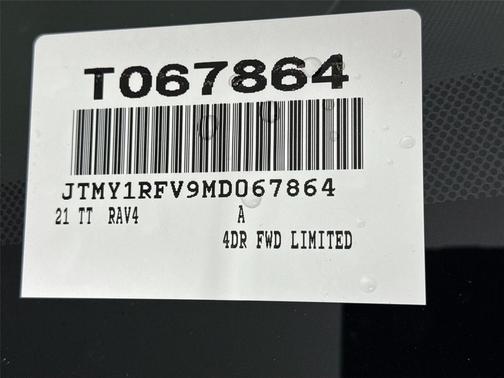 T067864
JTMY1RFV9MD067864
21 TT RAV4 A
4DR FWD LIMITED